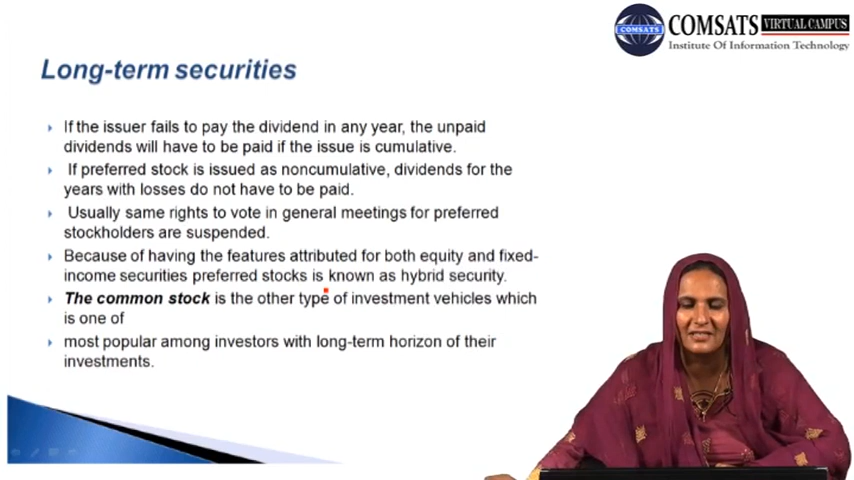 COMSATS
COMSATS VIRTUAL CAMPUS
Institute Of Information Technology
Long-term securities
If the issuer fails to pay the dividend in any year, the unpaid
dividends will have to be paid if the issue is cumulative.
If preferred stock is issued as noncumulative, dividends for the
years with losses do not have to be paid.
Usually same rights to vote in general meetings for preferred
stockholders are suspended.
Because of having the features attributed for both equity and fixed-
income securities preferred stocks is known as hybrid security.
The common stock is the other type of investment vehicles which
is one of
most popular among investors with long-term horizon of their
investments.